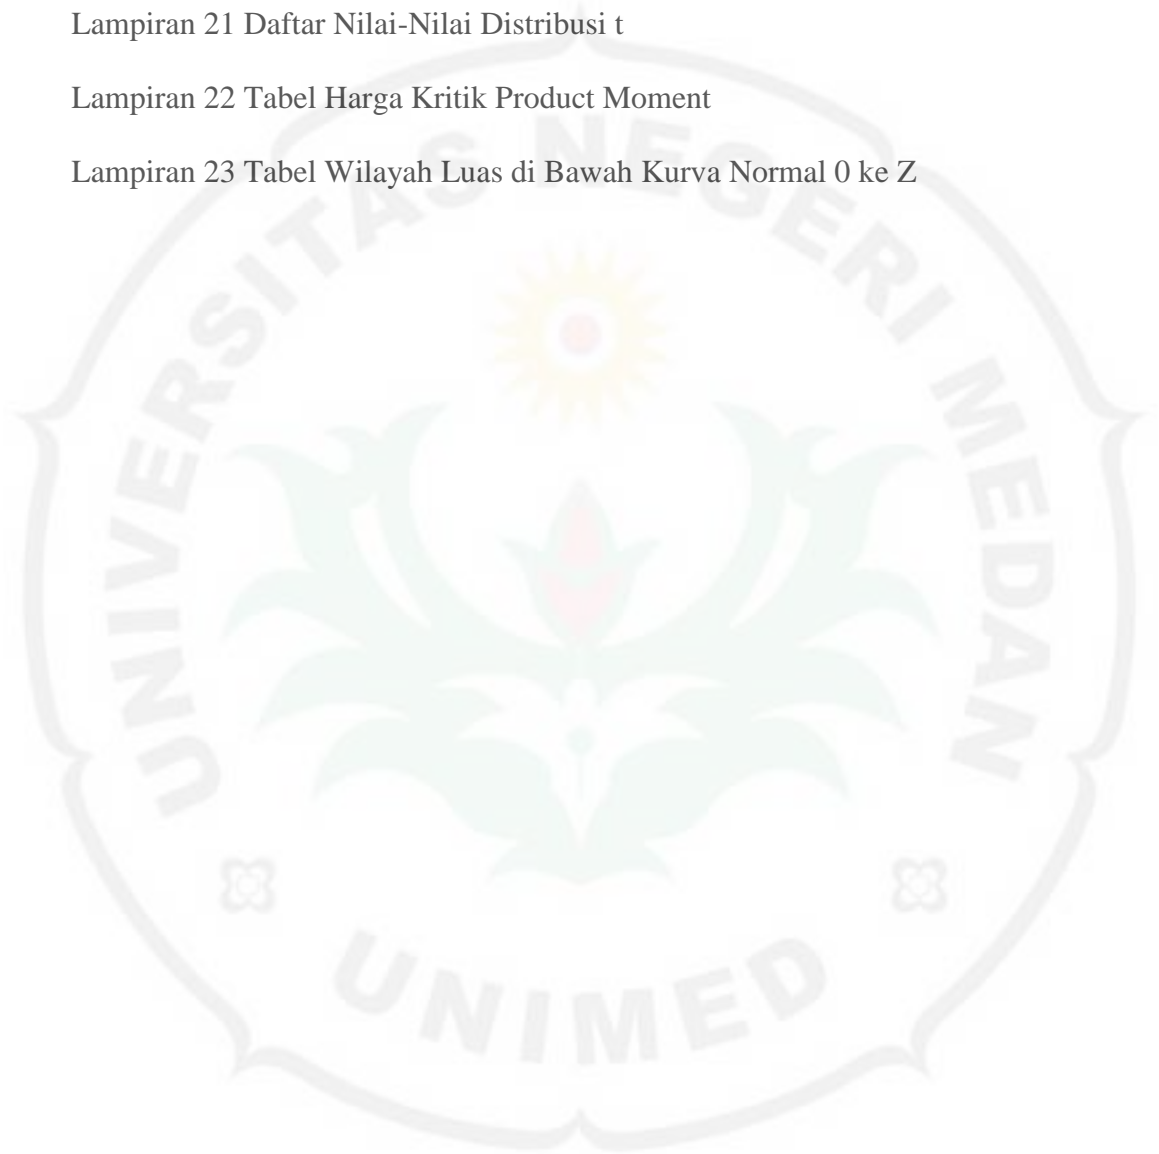 Lampiran 21 Daftar Nilai-Nilai Distribusi t
Lampiran 22 Tabel Harga Kritik Product Moment
Lampiran 23 Tabel Wilayah Luas di Bawah Kurva Normal 0 ke Z
UNIVERSITAS NEGERI MEDAN
UNIMED